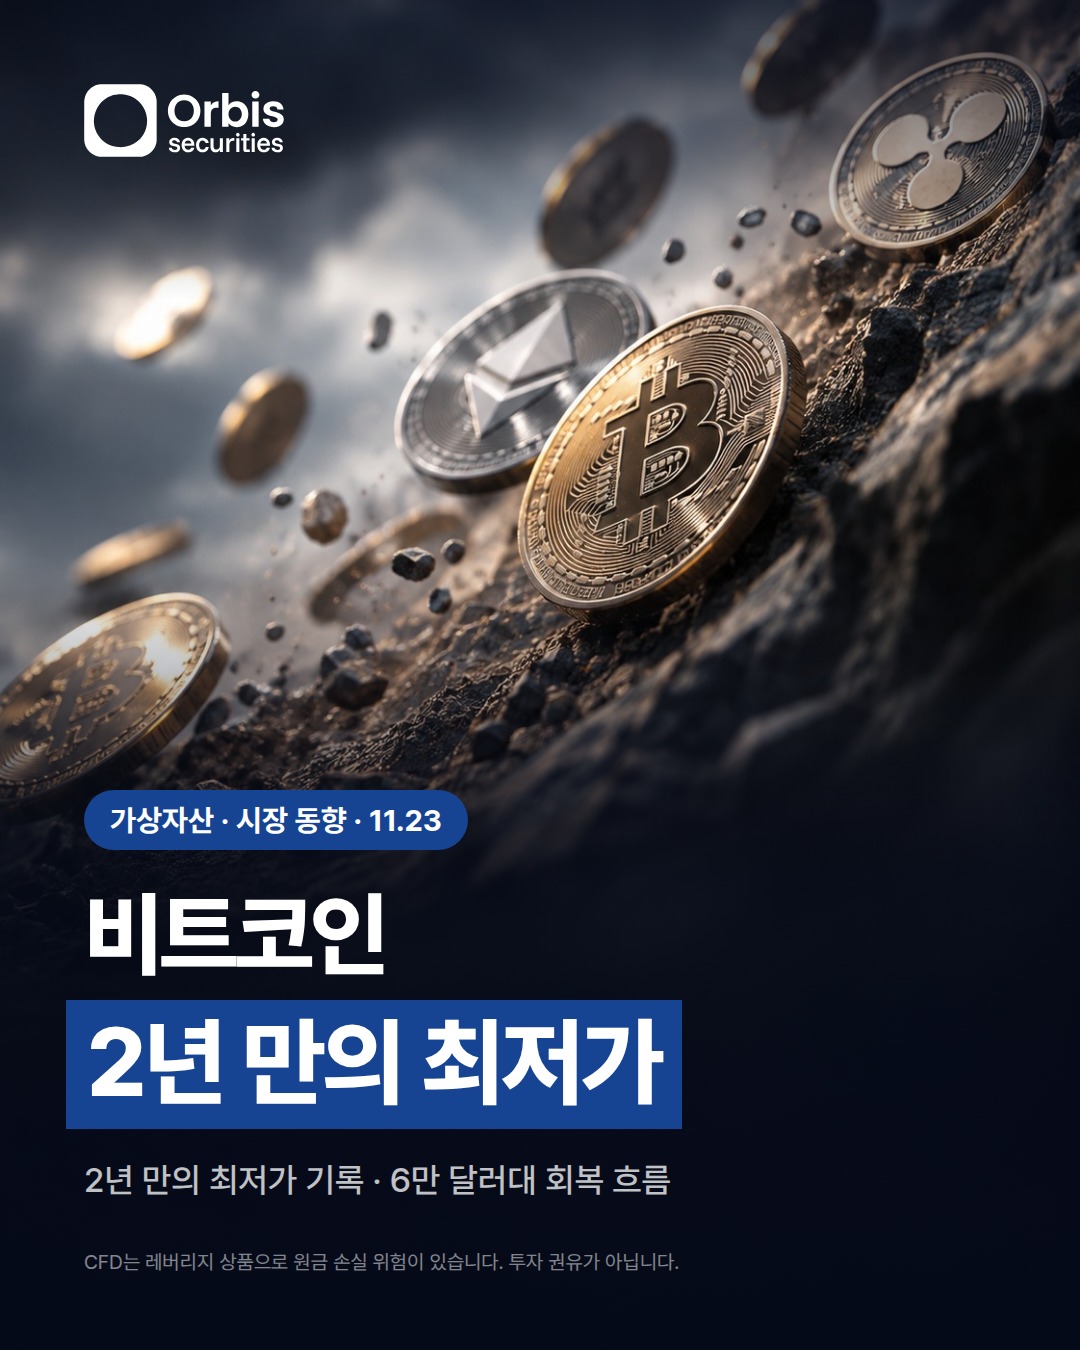 Orbis
securities
가상자산 · 시장 동향 · 11.23
비트코인
2년 만의 최저가
2년 만의 최저가 기록 · 6만 달러대 회복 흐름
CFD는 레버리지 상품으로 원금 손실 위험이 있습니다. 투자 권유가 아닙니다.